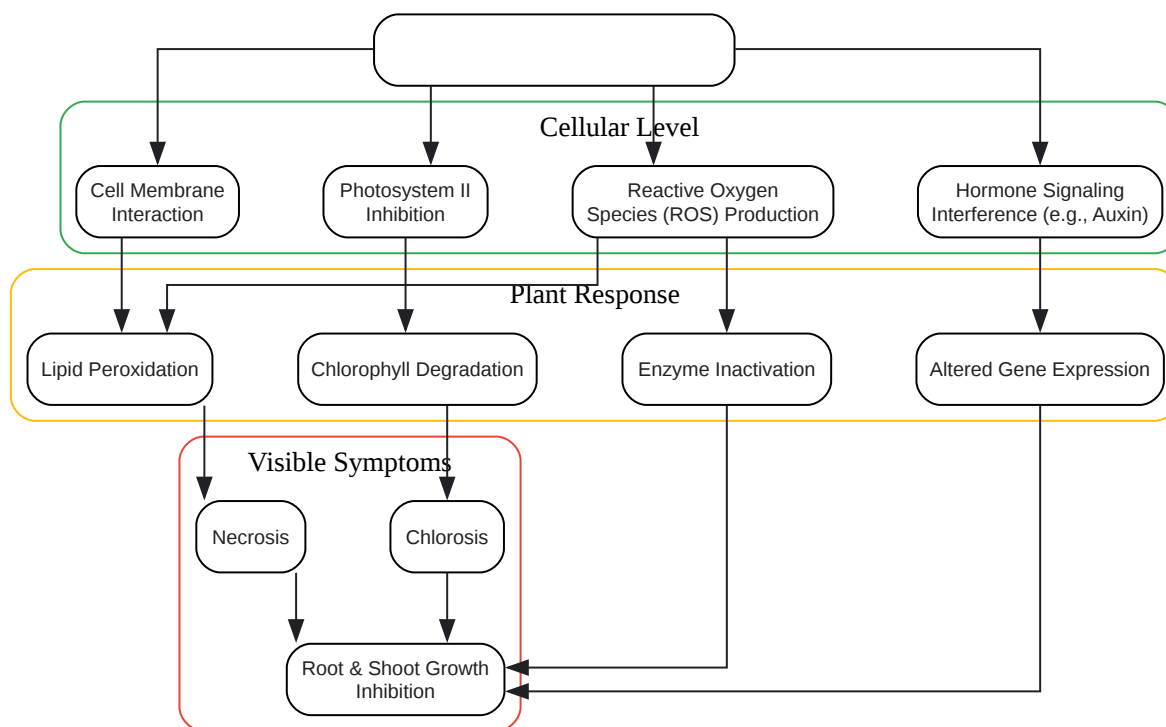 Cellular Level
Cell Membrane
Interaction
Photosystem II
Inhibition
Reactive Oxygen
Species (ROS) Production
Hormone Signaling
Interference (e.g., Auxin)
Plant Response
Lipid Peroxidation
Chlorophyll Degradation
Enzyme Inactivation
Altered Gene Expression
Visible Symptoms
Necrosis
Chlorosis
Root & Shoot Growth
Inhibition